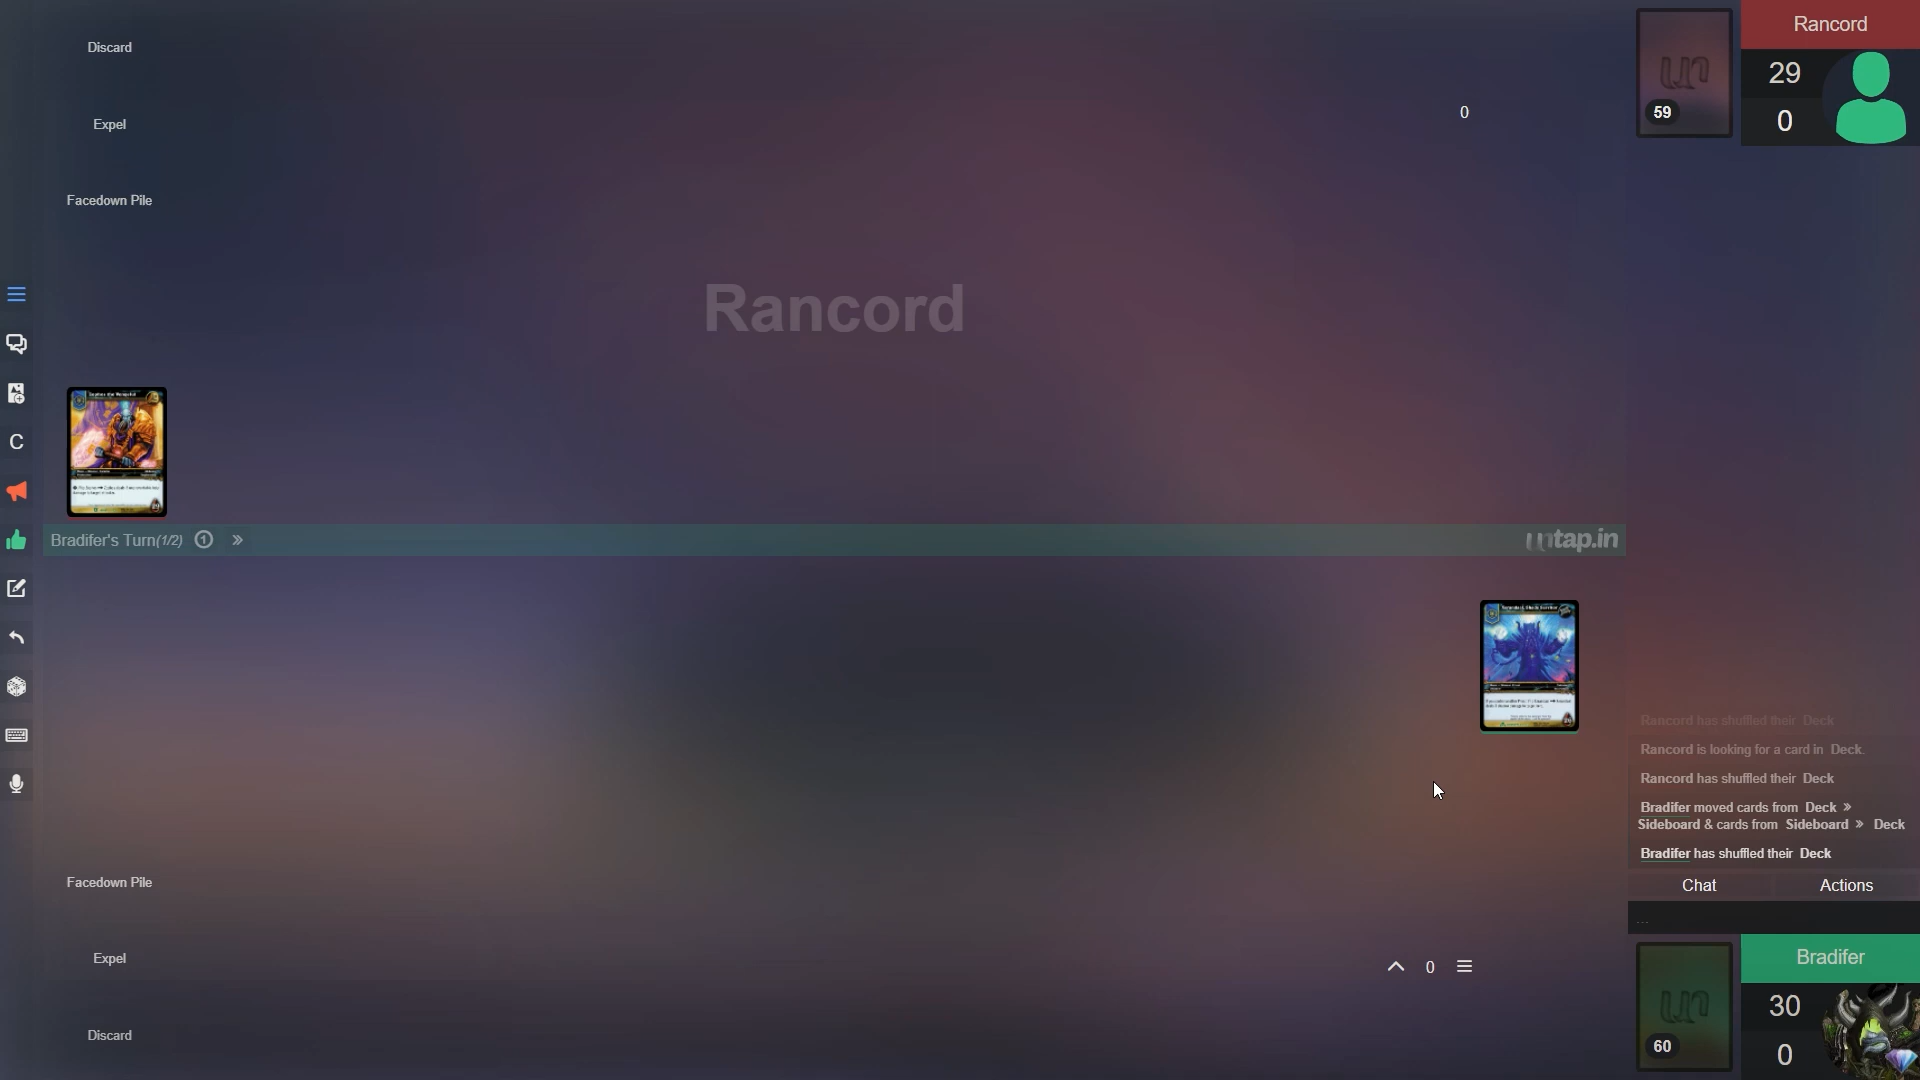 Discard
Rancord
29
59
0
Expel
0
Facedown Pile
Rancord
C
Bradifer's Turn(1/2) 1 »
untap.in
Rancord has shuffled their Deck
Rancord is looking for a card in Deck.
Rancord has shuffled their Deck
Bradifer moved cards from Deck »
Sideboard & cards from Sideboard » Deck
Bradifer has shuffled their Deck
Chat
Actions
...
Facedown Pile
Expel
0
Bradifer
30
60
0
Discard